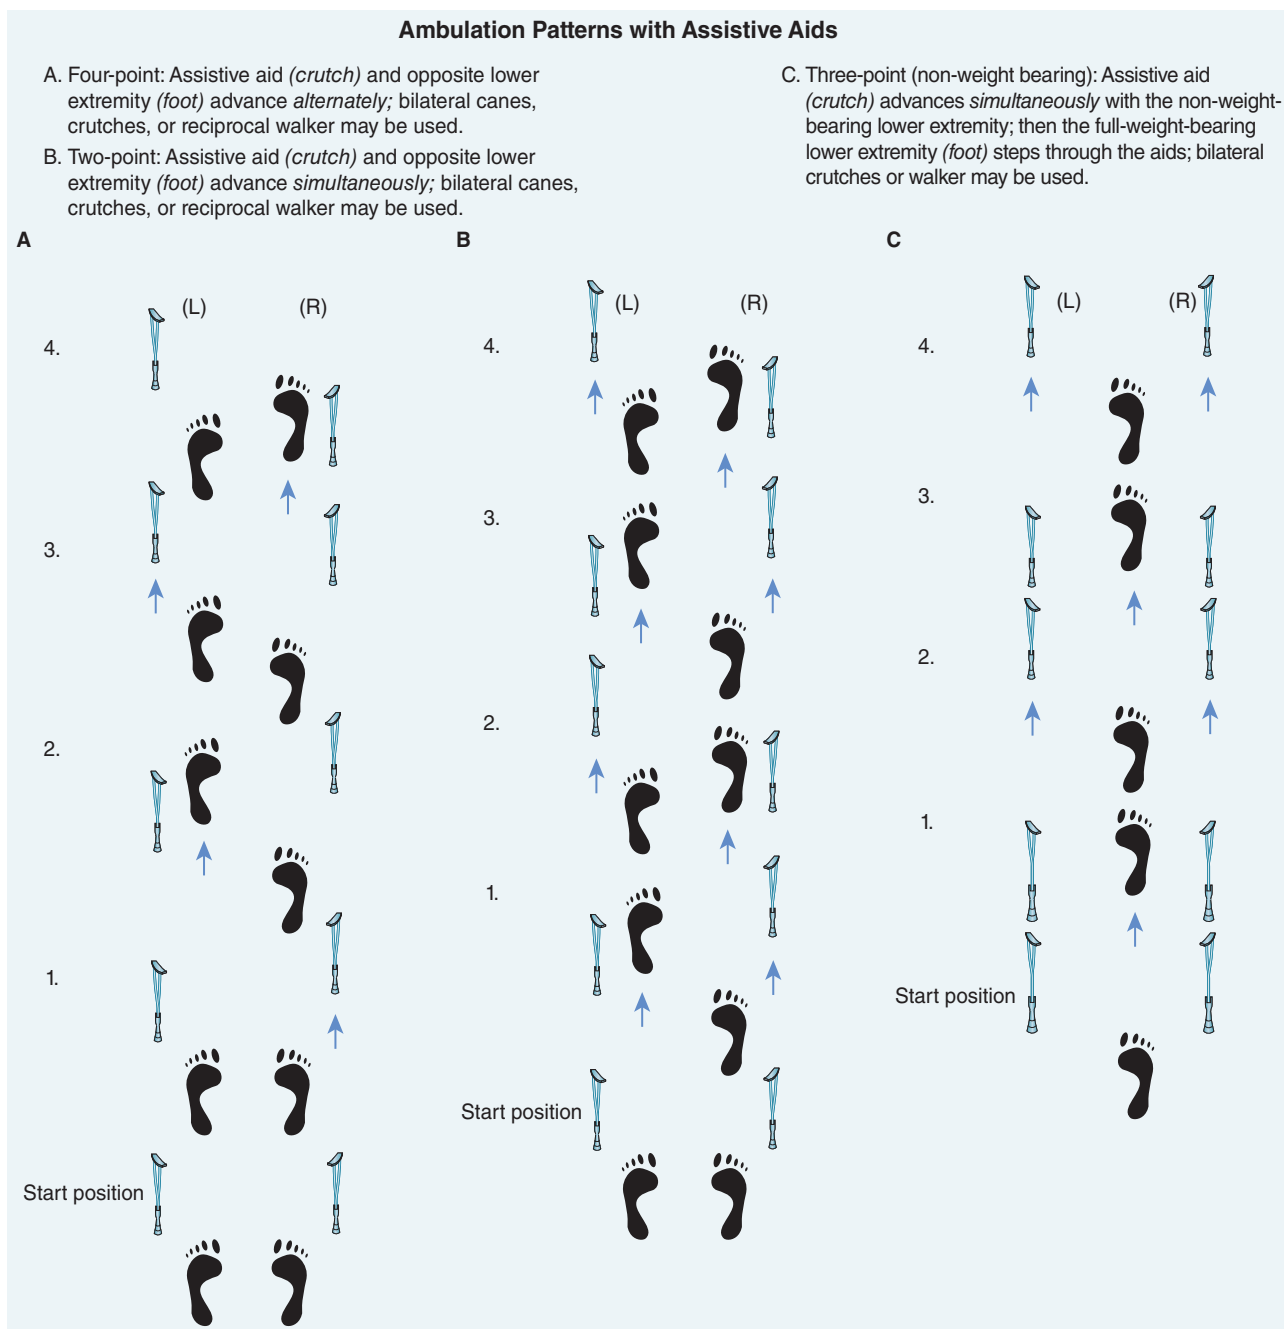 Ambulation Patterns with Assistive Aids
A. Four-point: Assistive aid (crutch) and opposite lower
extremity (foot) advance alternately; bilateral canes,
crutches, or reciprocal walker may be used.
B. Two-point: Assistive aid (crutch) and opposite lower
extremity (foot) advance simultaneously; bilateral canes,
crutches, or reciprocal walker may be used.
C. Three-point (non-weight bearing): Assistive aid
(crutch) advances simultaneously with the non-weight-
bearing lower extremity; then the full-weight-bearing
lower extremity (foot) steps through the aids; bilateral
crutches or walker may be used.
A
(L) (R)
4.
3.
2.
1.
Start position
B
(L) (R)
4.
3.
2.
1.
Start position
C
(L) (R)
4.
3.
2.
1.
Start position